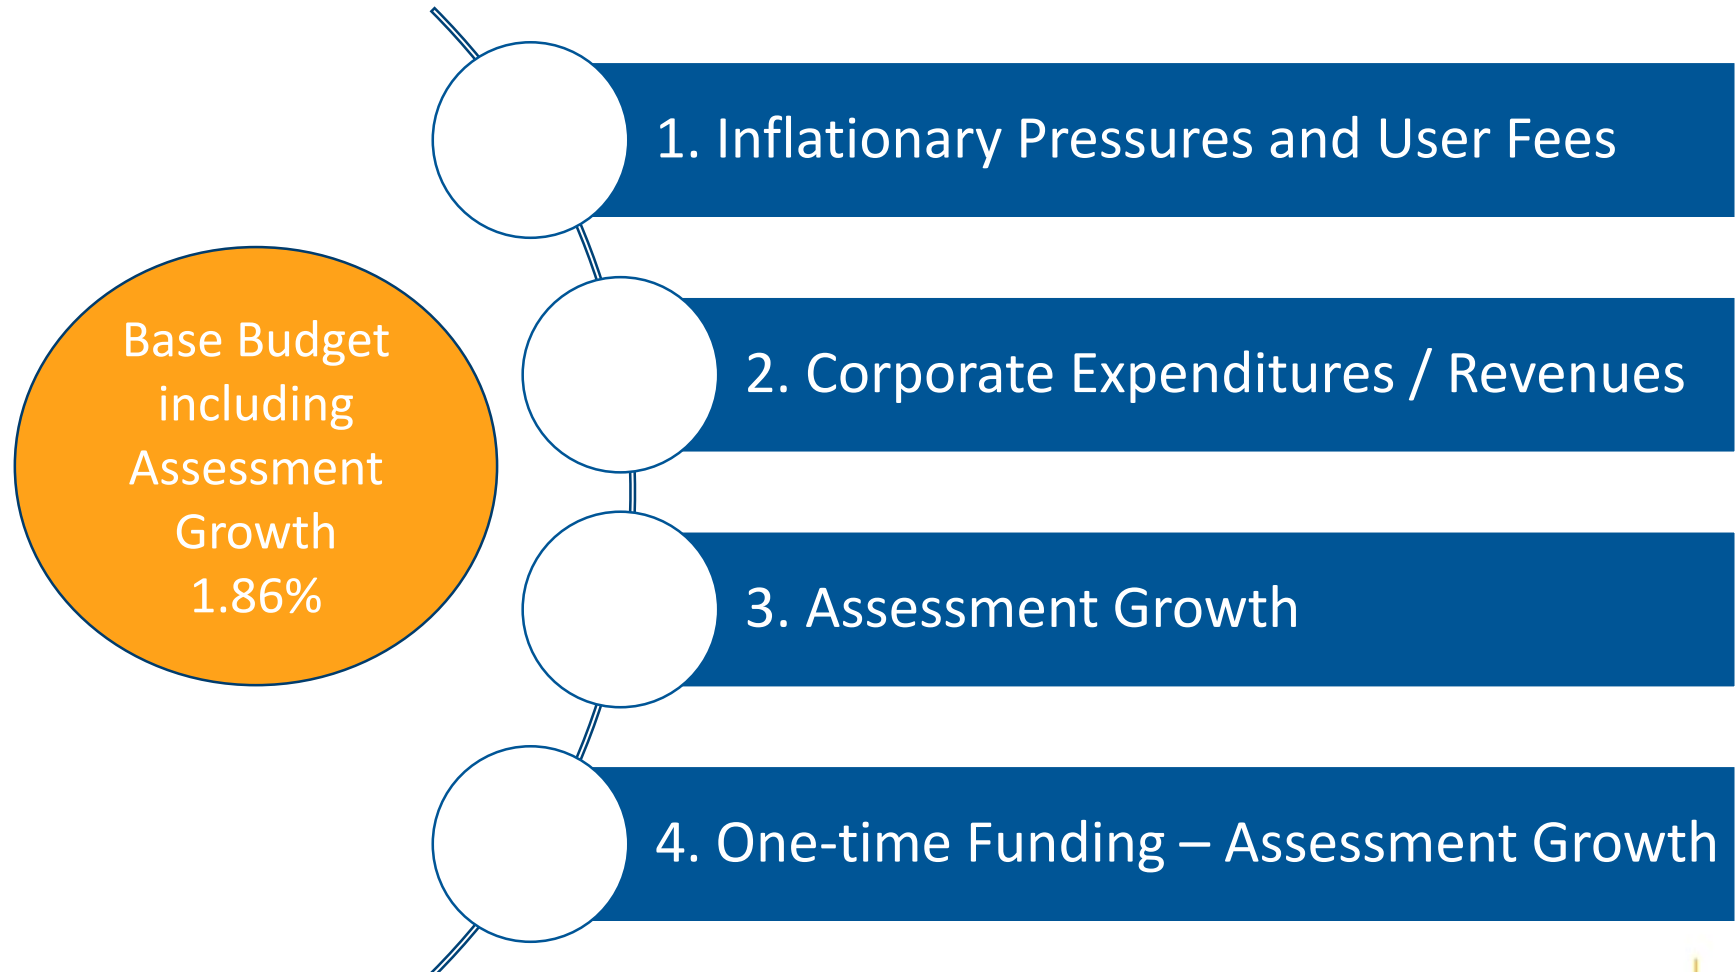 Base Budget
including
Assessment
Growth
1.86%
1. Inflationary Pressures and User Fees
2. Corporate Expenditures / Revenues
3. Assessment Growth
4. One-time Funding – Assessment Growth